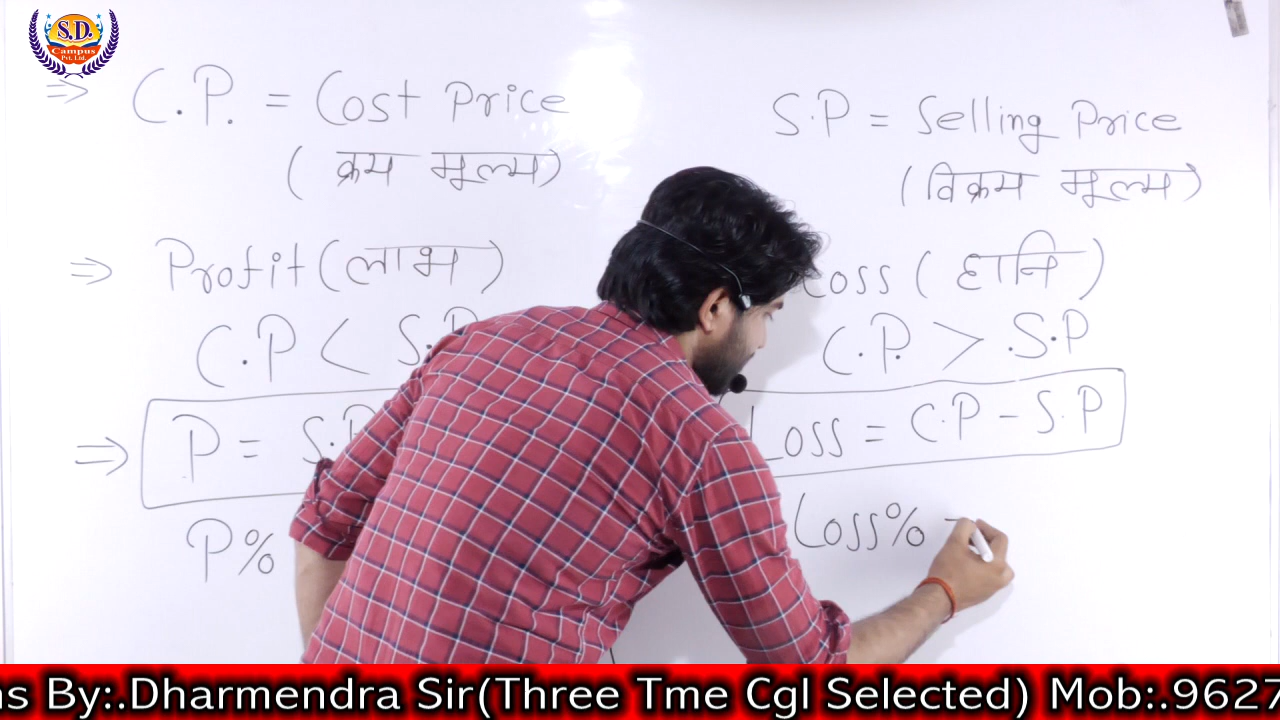 S.D.
Campus
Pvt. Ltd.
⇒ C.P. = Cost Price
(क्रय मूल्य)
S.P = Selling Price
(विक्रय मूल्य)
⇒ Profit (लाभ)
C.P < S.P
⇒ P = S.P
P%
Loss (हानि)
C.P. > S.P
Loss = C.P - S.P
Loss% -
ns By:.Dharmendra Sir(Three Tme Cgl Selected) Mob:.9627